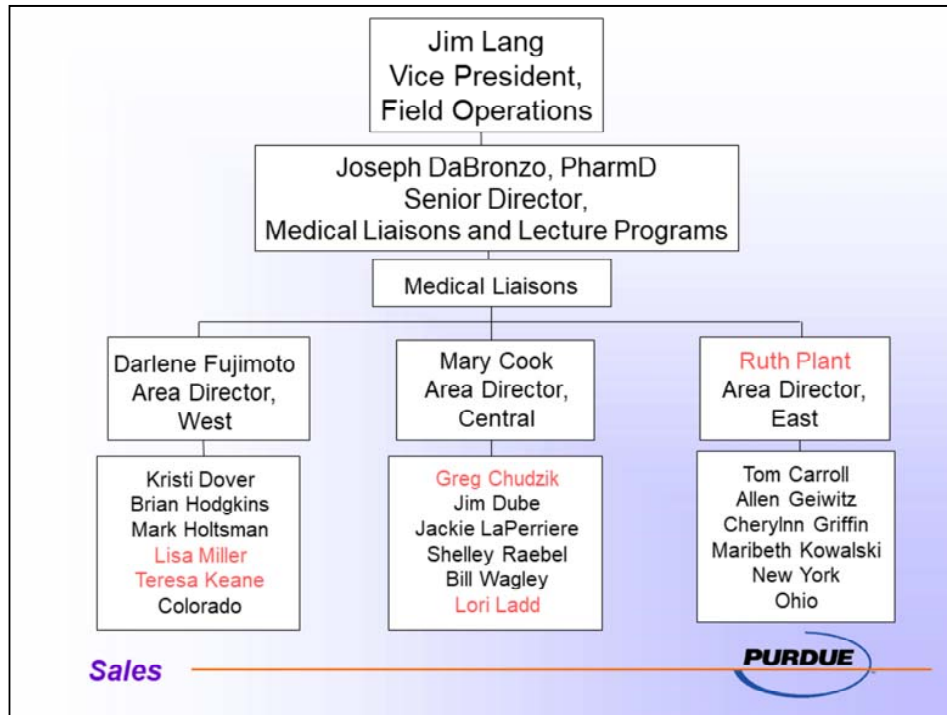 Jim Lang
Vice President,
Field Operations
Joseph DaBronzo, PharmD
Senior Director,
Medical Liaisons and Lecture Programs
Medical Liaisons
Darlene Fujimoto
Area Director,
West
Mary Cook
Area Director,
Central
Ruth Plant
Area Director,
East
Kristi Dover
Brian Hodgkins
Mark Holtsman
Lisa Miller
Teresa Keane
Colorado
Greg Chudzik
Jim Dube
Jackie LaPerriere
Shelley Raebel
Bill Wagley
Lori Ladd
Tom Carroll
Allen Geiwitz
Cherylnn Griffin
Maribeth Kowalski
New York
Ohio
Sales
PURDUE